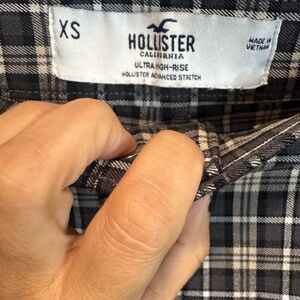 XS
HOLLISTER
CALIFORNIA
MADE IN
VIETNAM
ULTRA HIGH-RISE
HOLLISTER ADVANCED STRETCH